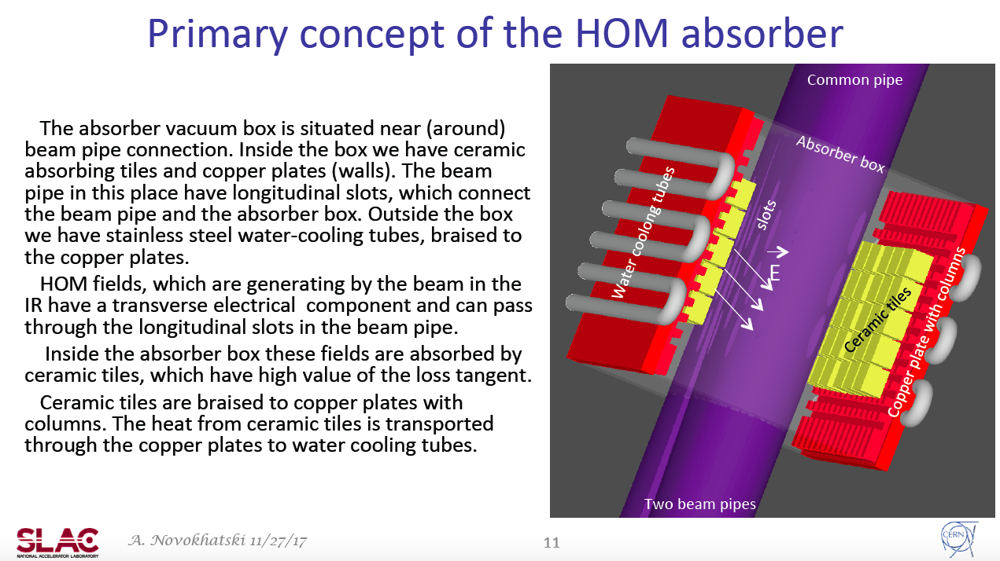 Primary concept of the HOM absorber
The absorber vacuum box is situated near (around)
beam pipe connection. Inside the box we have ceramic
absorbing tiles and copper plates (walls). The beam
pipe in this place have longitudinal slots, which connect
the beam pipe and the absorber box. Outside the box
we have stainless steel water-cooling tubes, braised to
the copper plates.
HOM fields, which are generating by the beam in the
IR have a transverse electrical component and can pass
through the longitudinal slots in the beam pipe.
Inside the absorber box these fields are absorbed by
ceramic tiles, which have high value of the loss tangent.
Ceramic tiles are braised to copper plates with
columns. The heat from ceramic tiles is transported
through the copper plates to water cooling tubes.
Common pipe
Absorber box
Water coolong tubes
slots
E
Ceramic tiles
Copper plate with columns
Two beam pipes
SLAC
NATIONAL ACCELERATOR LABORATORY
A. Novokhatski 11/27/17
11
CERN